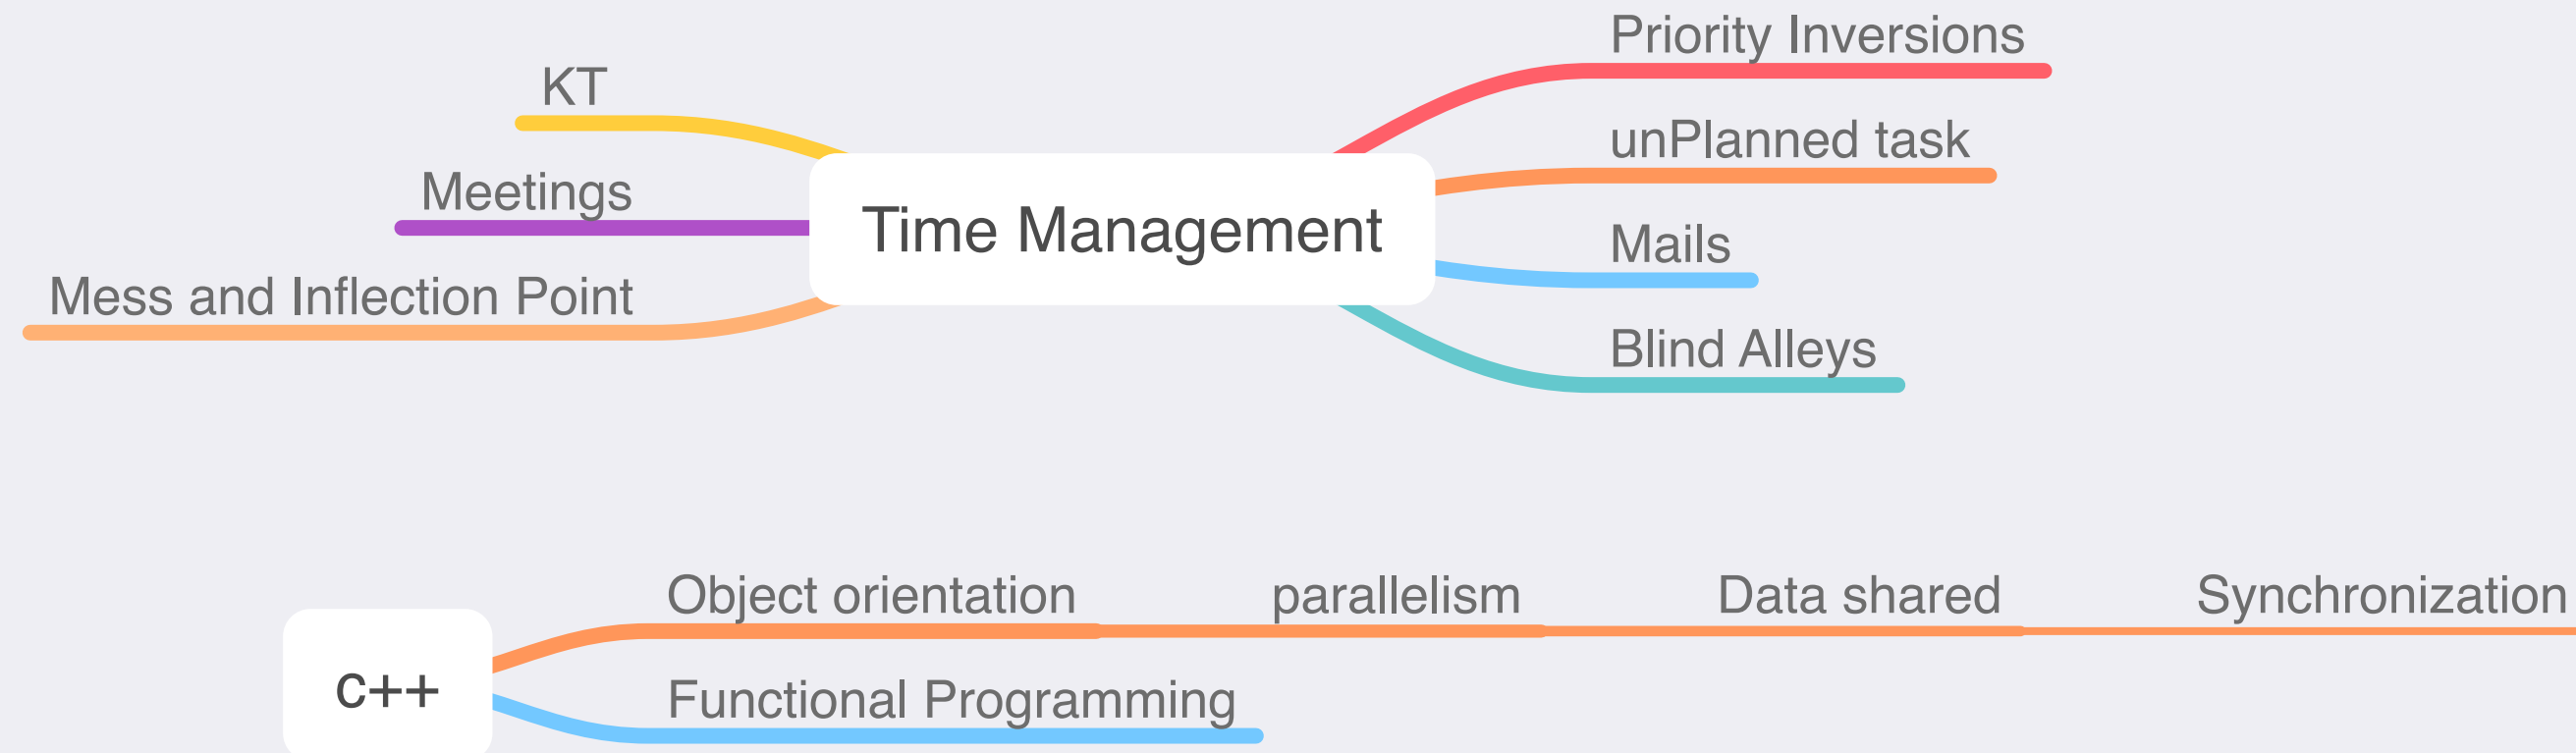 Priority Inversions
KT
unPlanned task
Meetings
Time Management
Mails
Mess and Inflection Point
Blind Alleys
Object orientation
parallelism
Data shared
Synchronization
c++
Functional Programming